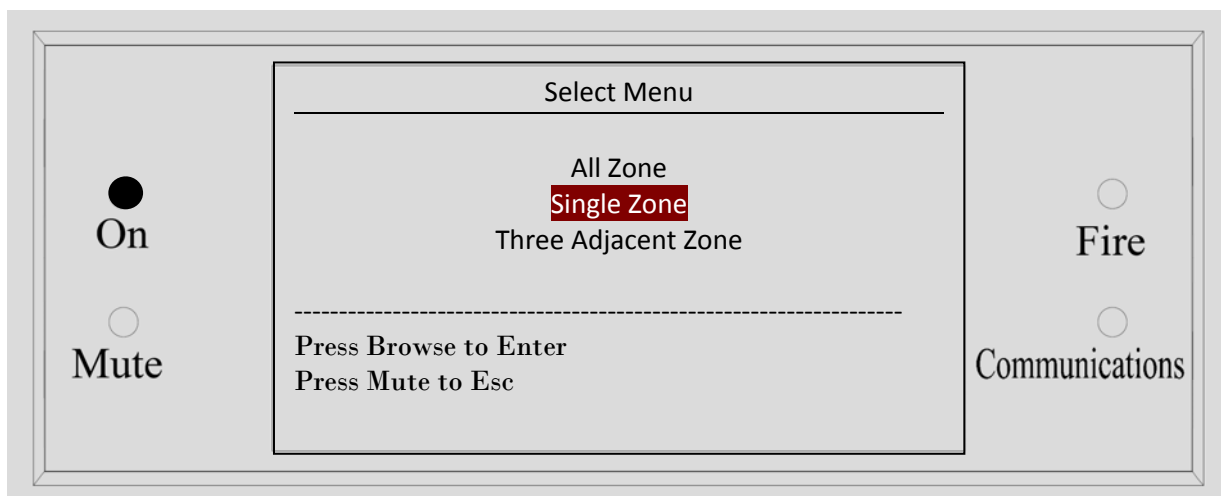 Select Menu
All Zone
Single Zone
Three Adjacent Zone
--------------------------------------------------------------------
Press Browse to Enter
Press Mute to Esc
On
Mute
Fire
Communications